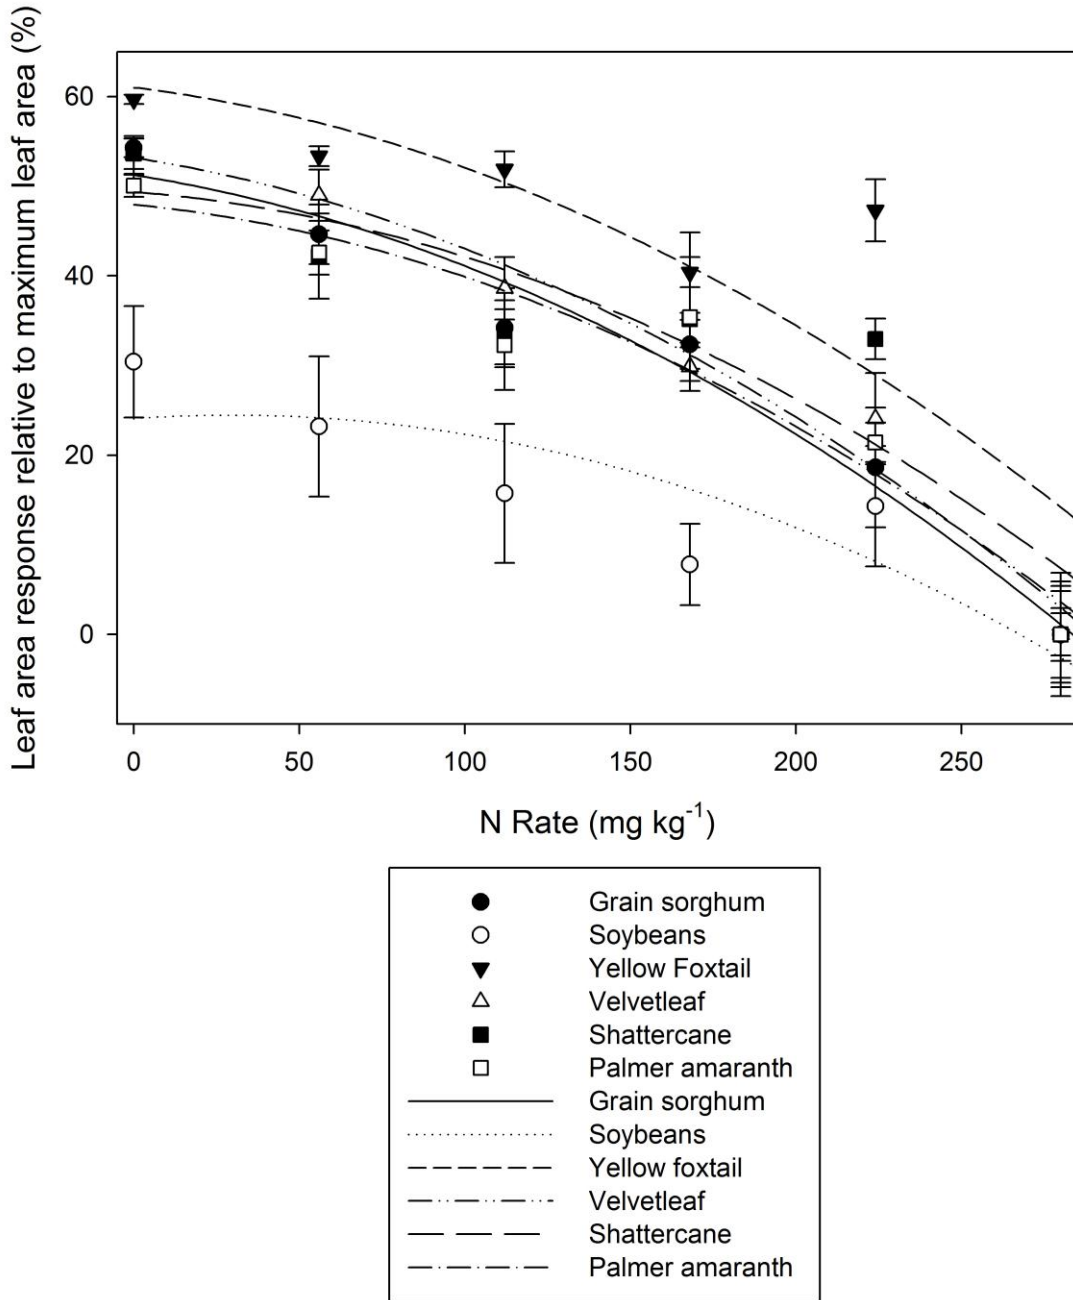 Leaf area response relative to maximum leaf area (%)
60
40
20
0
0 50 100 150 200 250
N Rate (mg kg⁻¹)
Grain sorghum
Soybeans
Yellow Foxtail
Velvetleaf
Shattercane
Palmer amaranth
Grain sorghum
Soybeans
Yellow foxtail
Velvetleaf
Shattercane
Palmer amaranth